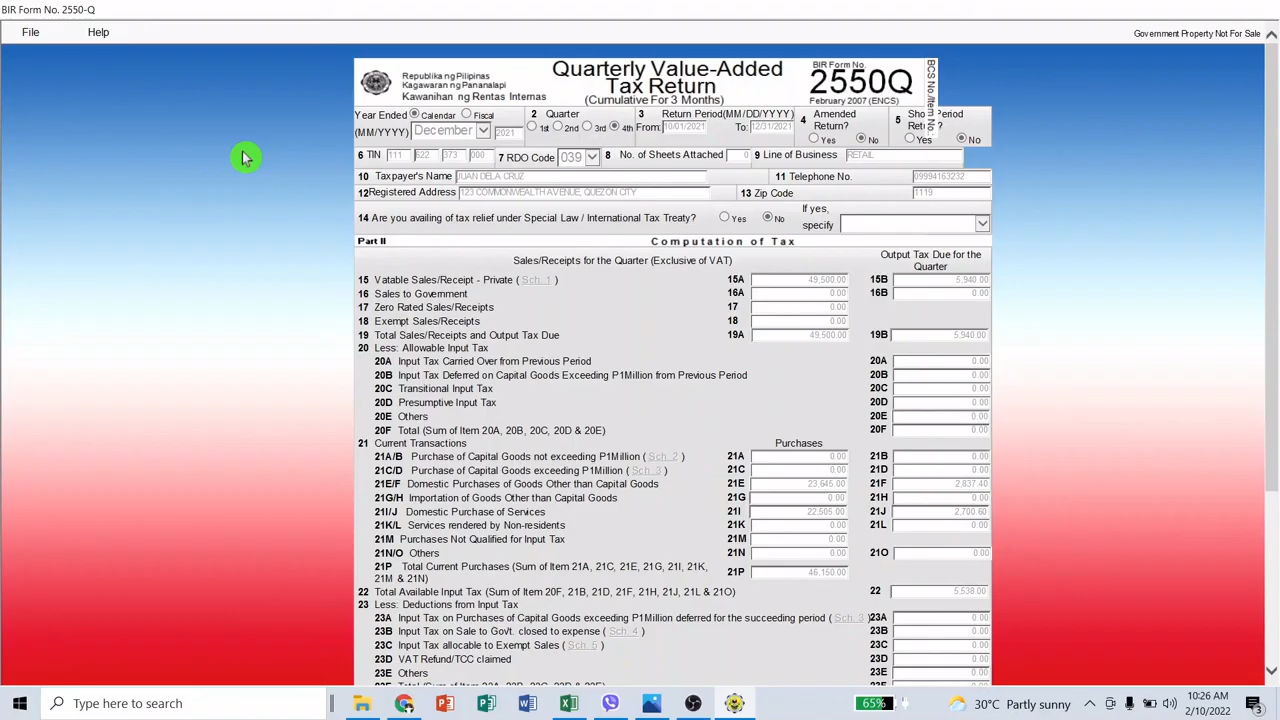 BIR Form No. 2550-Q
File Help Government Property Not For Sale
Republika ng Pilipinas
Kagawaran ng Pananalapi
Kawanihan ng Rentas Internas
Quarterly Value-Added
Tax Return
(Cumulative For 3 Months)
BIR Form No.
2550Q
February 2007 (ENCS)
BCS No./Item No.:
Year Ended Calendar Fiscal
(MM/YYYY) December 2021
2 Quarter
1st 2nd 3rd 4th
3 Return Period(MM/DD/YYYY)
From: 10/01/2021 To: 12/31/2021
4 Amended
Return?
Yes No
5 Period
Yes No
6 TIN 111 622 373 000 7 RDO Code 039 8 No. of Sheets Attached 0 9 Line of Business RETAIL
10 Taxpayer's Name JUAN DELA CRUZ 11 Telephone No. 09994163232
12 Registered Address 123 COMMONWEALTH AVENUE, QUEZON CITY 13 Zip Code 1119
14 Are you availing of tax relief under Special Law / International Tax Treaty? Yes No If yes,
specify
Part II Computation of Tax
Sales/Receipts for the Quarter (Exclusive of VAT) Output Tax Due for the
Quarter
15 Vatable Sales/Receipt - Private ( Sch. 1 ) 15A 49,500.00 15B 5,940.00
16 Sales to Government 16A 0.00 16B 0.00
17 Zero Rated Sales/Receipts 17 0.00
18 Exempt Sales/Receipts 18 0.00
19 Total Sales/Receipts and Output Tax Due 19A 49,500.00 19B 5,940.00
20 Less: Allowable Input Tax
20A Input Tax Carried Over from Previous Period 20A 0.00
20B Input Tax Deferred on Capital Goods Exceeding P1Million from Previous Period 20B 0.00
20C Transitional Input Tax 20C 0.00
20D Presumptive Input Tax 20D 0.00
20E Others 20E 0.00
20F Total (Sum of Item 20A, 20B, 20C, 20D & 20E) 20F 0.00
21 Current Transactions Purchases
21A/B Purchase of Capital Goods not exceeding P1Million ( Sch. 2 ) 21A 0.00 21B 0.00
21C/D Purchase of Capital Goods exceeding P1Million ( Sch. 3 ) 21C 0.00 21D 0.00
21E/F Domestic Purchases of Goods Other than Capital Goods 21E 23,645.00 21F 2,837.40
21G/H Importation of Goods Other than Capital Goods 21G 0.00 21H 0.00
21I/J Domestic Purchase of Services 21I 22,505.00 21J 2,700.60
21K/L Services rendered by Non-residents 21K 0.00 21L 0.00
21M Purchases Not Qualified for Input Tax 21M 0.00
21N/O Others 21N 0.00 21O 0.00
21P Total Current Purchases (Sum of Item 21A, 21C, 21E, 21G, 21I, 21K,
21M & 21N) 21P 46,150.00
22 Total Available Input Tax (Sum of Item 20F, 21B, 21D, 21F, 21H, 21J, 21L & 21O) 22 5,538.00
23 Less: Deductions from Input Tax
23A Input Tax on Purchases of Capital Goods exceeding P1Million deferred for the succeeding period ( Sch. 3 ) 23A 0.00
23B Input Tax on Sale to Gov't. closed to expense ( Sch. 4 ) 23B 0.00
23C Input Tax allocable to Exempt Sales ( Sch. 5 ) 23C 0.00
23D VAT Refund/TCC claimed 23D 0.00
23E Others 23E 0.00
Type here to search 65% 30°C Partly sunny 10:26 AM
2/10/2022 3